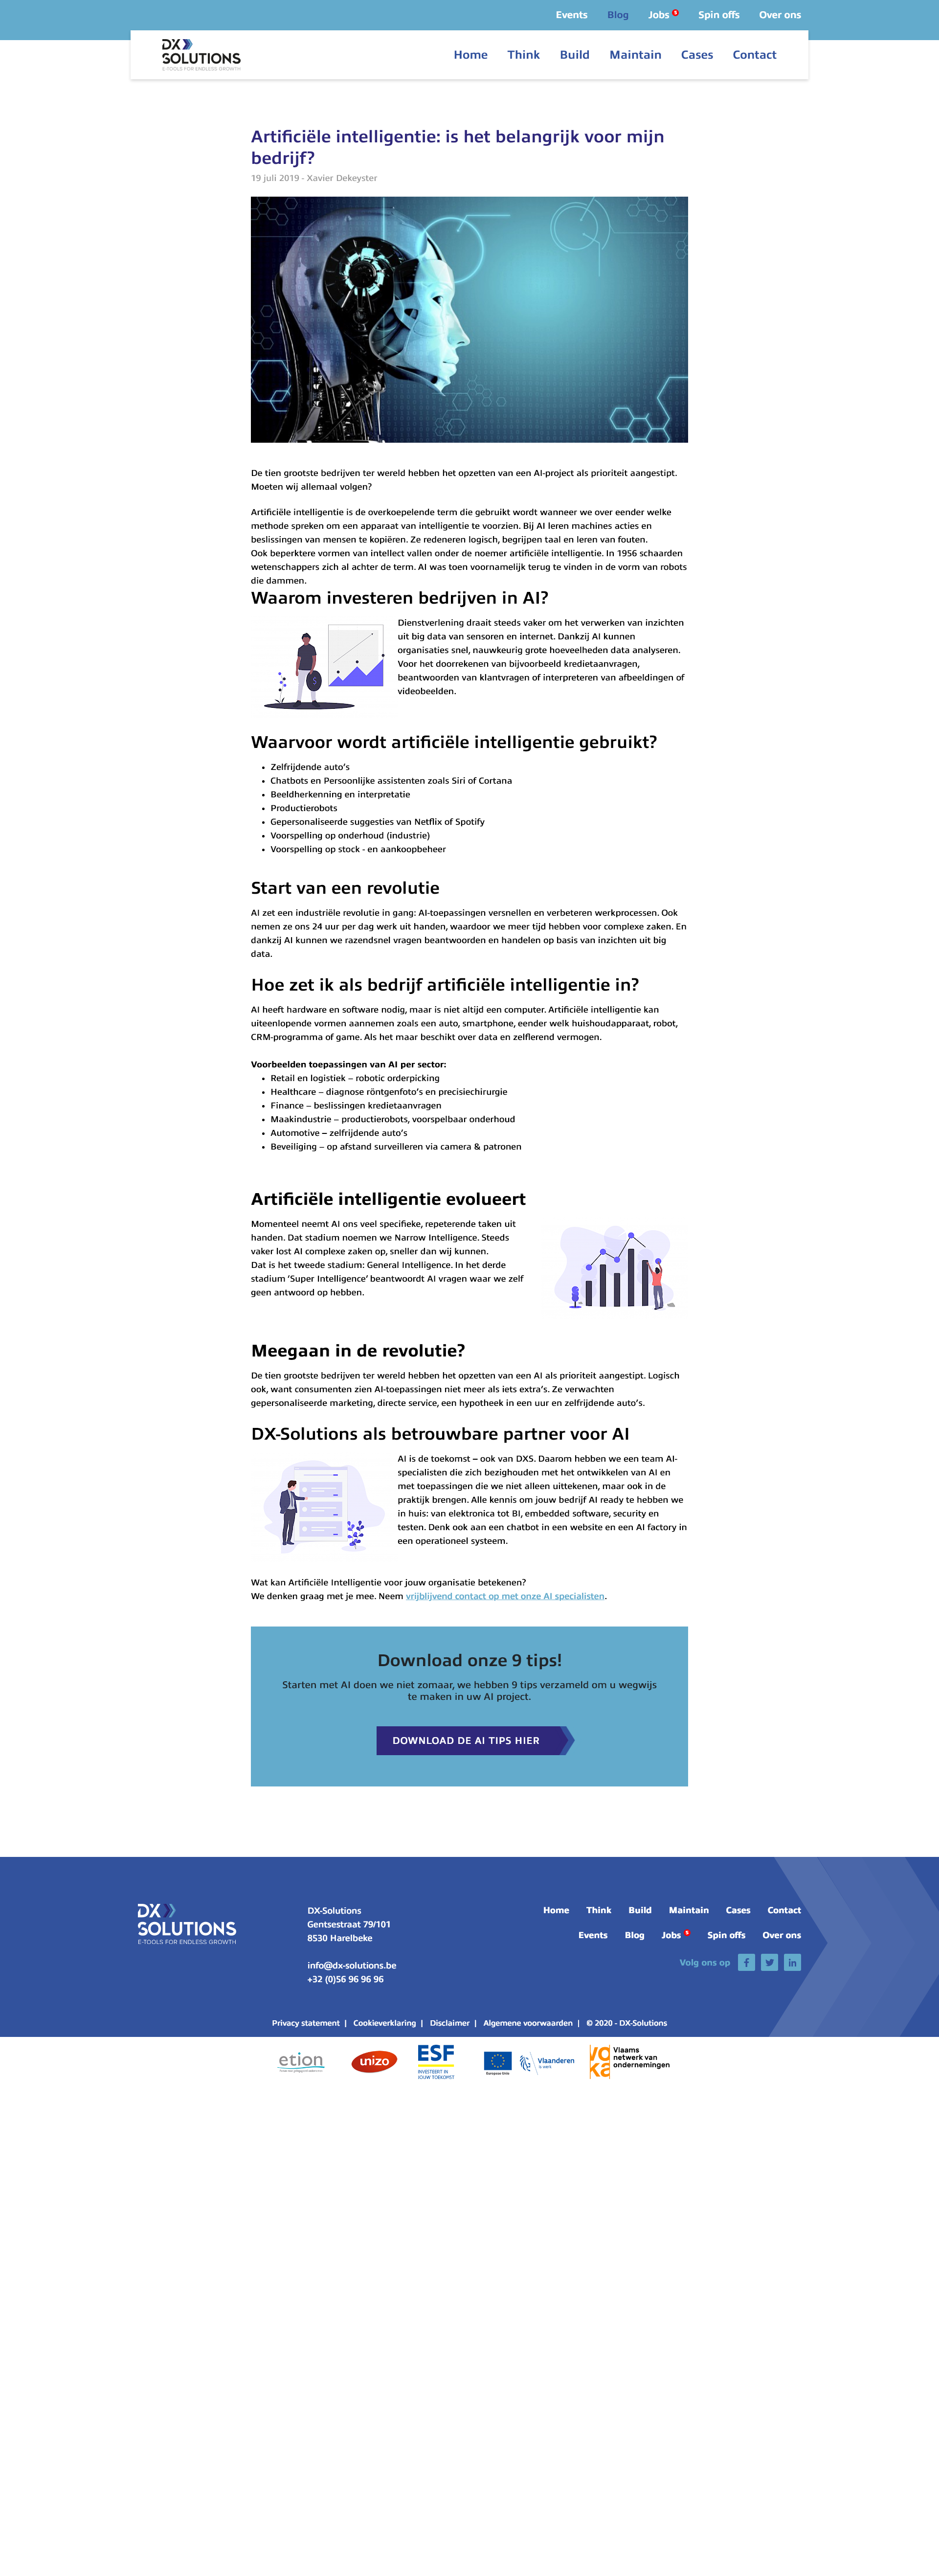 Events Blog Jobs 5 Spin offs Over ons
DX
SOLUTIONS
E-TOOLS FOR ENDLESS GROWTH
Home Think Build Maintain Cases Contact
Artificiële intelligentie: is het belangrijk voor mijn
bedrijf?
19 juli 2019 - Xavier Dekeyster
De tien grootste bedrijven ter wereld hebben het opzetten van een AI-project als prioriteit aangestipt.
Moeten wij allemaal volgen?
Artificiële intelligentie is de overkoepelende term die gebruikt wordt wanneer we over eender welke
methode spreken om een apparaat van intelligentie te voorzien. Bij AI leren machines acties en
beslissingen van mensen te kopiëren. Ze redeneren logisch, begrijpen taal en leren van fouten.
Ook beperktere vormen van intellect vallen onder de noemer artificiële intelligentie. In 1956 schaarden
wetenschappers zich al achter de term. AI was toen voornamelijk terug te vinden in de vorm van robots
die dammen.
Waarom investeren bedrijven in AI?
Dienstverlening draait steeds vaker om het verwerken van inzichten
uit big data van sensoren en internet. Dankzij AI kunnen
organisaties snel, nauwkeurig grote hoeveelheden data analyseren.
Voor het doorrekenen van bijvoorbeeld kredietaanvragen,
beantwoorden van klantvragen of interpreteren van afbeeldingen of
videobeelden.
Waarvoor wordt artificiële intelligentie gebruikt?
• Zelfrijdende auto's
• Chatbots en Persoonlijke assistenten zoals Siri of Cortana
• Beeldherkenning en interpretatie
• Productierobots
• Gepersonaliseerde suggesties van Netflix of Spotify
• Voorspelling op onderhoud (industrie)
• Voorspelling op stock - en aankoopbeheer
Start van een revolutie
AI zet een industriële revolutie in gang: AI-toepassingen versnellen en verbeteren werkprocessen. Ook
nemen ze ons 24 uur per dag werk uit handen, waardoor we meer tijd hebben voor complexe zaken. En
dankzij AI kunnen we razendsnel vragen beantwoorden en handelen op basis van inzichten uit big
data.
Hoe zet ik als bedrijf artificiële intelligentie in?
AI heeft hardware en software nodig, maar is niet altijd een computer. Artificiële intelligentie kan
uiteenlopende vormen aannemen zoals een auto, smartphone, eender welk huishoudapparaat, robot,
CRM-programma of game. Als het maar beschikt over data en zelflerend vermogen.
Voorbeelden toepassingen van AI per sector:
• Retail en logistiek – robotic orderpicking
• Healthcare – diagnose röntgenfoto's en precisiechirurgie
• Finance – beslissingen kredietaanvragen
• Maakindustrie – productierobots, voorspelbaar onderhoud
• Automotive – zelfrijdende auto's
• Beveiliging – op afstand surveilleren via camera & patronen
Artificiële intelligentie evolueert
Momenteel neemt AI ons veel specifieke, repeterende taken uit
handen. Dat stadium noemen we Narrow Intelligence. Steeds
vaker lost AI complexe zaken op, sneller dan wij kunnen.
Dat is het tweede stadium: General Intelligence. In het derde
stadium 'Super Intelligence' beantwoordt AI vragen waar we zelf
geen antwoord op hebben.
Meegaan in de revolutie?
De tien grootste bedrijven ter wereld hebben het opzetten van een AI als prioriteit aangestipt. Logisch
ook, want consumenten zien AI-toepassingen niet meer als iets extra's. Ze verwachten
gepersonaliseerde marketing, directe service, een hypotheek in een uur en zelfrijdende auto's.
DX-Solutions als betrouwbare partner voor AI
AI is de toekomst – ook van DXS. Daarom hebben we een team AI-
specialisten die zich bezighouden met het ontwikkelen van AI en
met toepassingen die we niet alleen uittekenen, maar ook in de
praktijk brengen. Alle kennis om jouw bedrijf AI ready te hebben we
in huis: van elektronica tot BI, embedded software, security en
testen. Denk ook aan een chatbot in een website en een AI factory in
een operationeel systeem.
Wat kan Artificiële Intelligentie voor jouw organisatie betekenen?
We denken graag met je mee. Neem vrijblijvend contact op met onze AI specialisten.
Download onze 9 tips!
Starten met AI doen we niet zomaar, we hebben 9 tips verzameld om u wegwijs
te maken in uw AI project.
DOWNLOAD DE AI TIPS HIER
DX
SOLUTIONS
E-TOOLS FOR ENDLESS GROWTH
DX-Solutions
Gentsestraat 79/101
8530 Harelbeke
info@dx-solutions.be
+32 (0)56 96 96 96
Home Think Build Maintain Cases Contact
Events Blog Jobs 5 Spin offs Over ons
Volg ons op
Privacy statement | Cookieverklaring | Disclaimer | Algemene voorwaarden | © 2020 - DX-Solutions
etion
unizo
ESF
INVESTEERT IN
JOUW TOEKOMST
Europese Unie
Vlaanderen
is werk
voka
Vlaams
netwerk van
ondernemingen